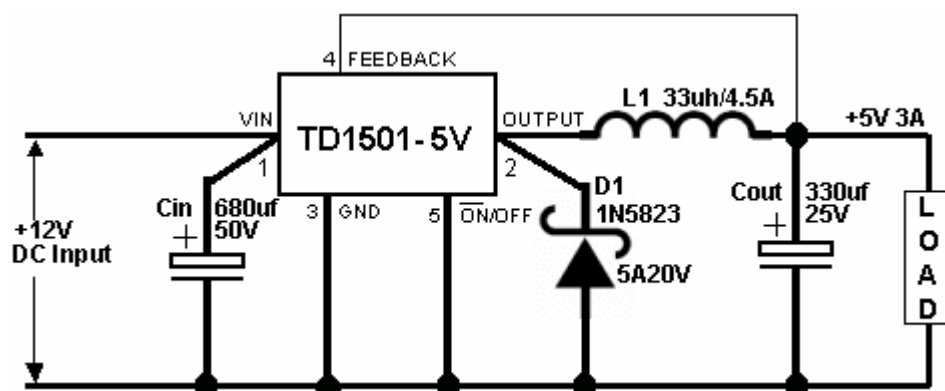 4 FEEDBACK
L1 33uh/4.5A
VIN
TD1501-5V
OUTPUT
+5V 3A
1
2
D1
1N5823
Cin
680uf
50V
+
3 GND
5 ON/OFF
Cout
330uf
25V
+
LOAD
+12V
DC Input
5A20V